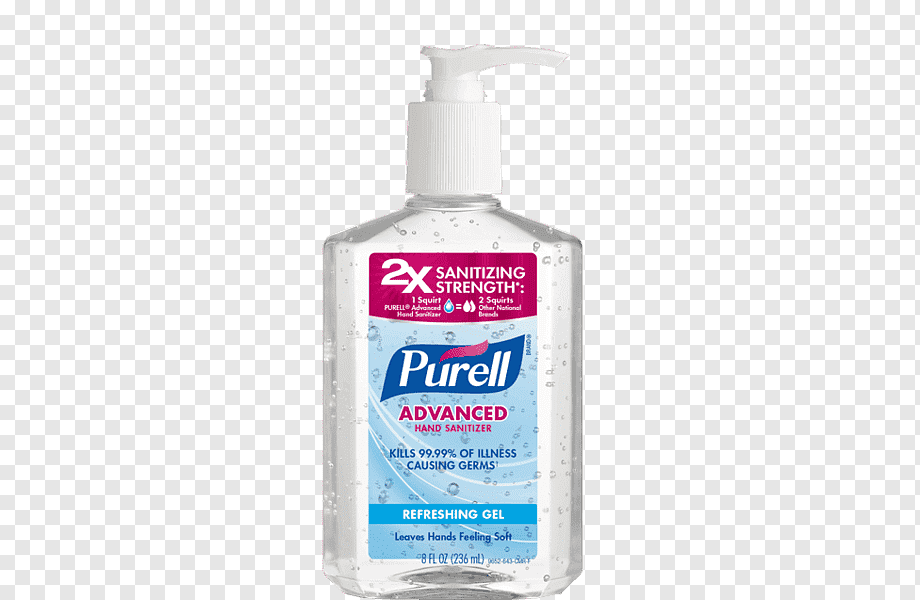 2X SANITIZING
STRENGTH*:
1 Squirt
PURELL® Advanced
Hand Sanitizer
=
2 Squirts
Other National
Brands
Purell
BRAND®
ADVANCED
HAND SANITIZER
KILLS 99.99% OF ILLNESS
CAUSING GERMS†
REFRESHING GEL
Leaves Hands Feeling Soft
8 FL OZ (236 mL)